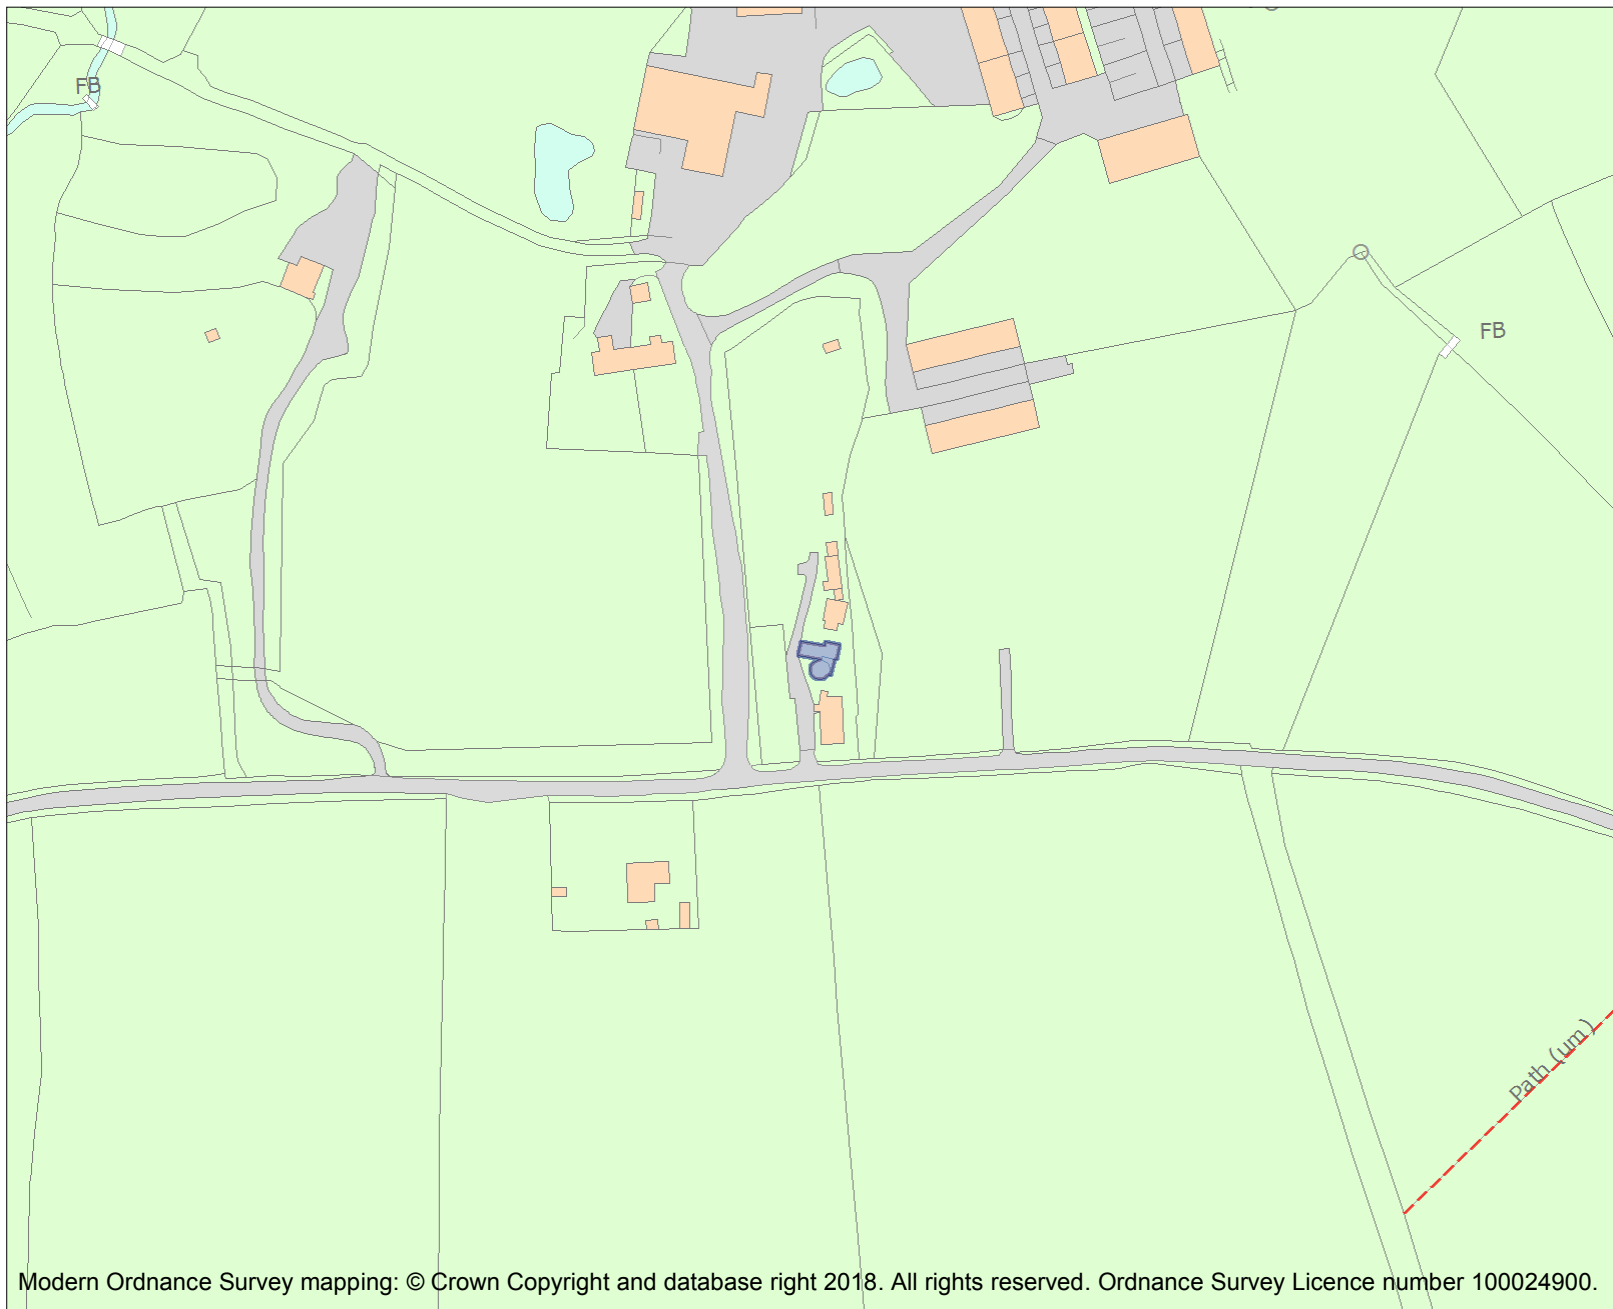 FB
FB
Path (um)
Modern Ordnance Survey mapping: © Crown Copyright and database right 2018. All rights reserved. Ordnance Survey Licence number 100024900.